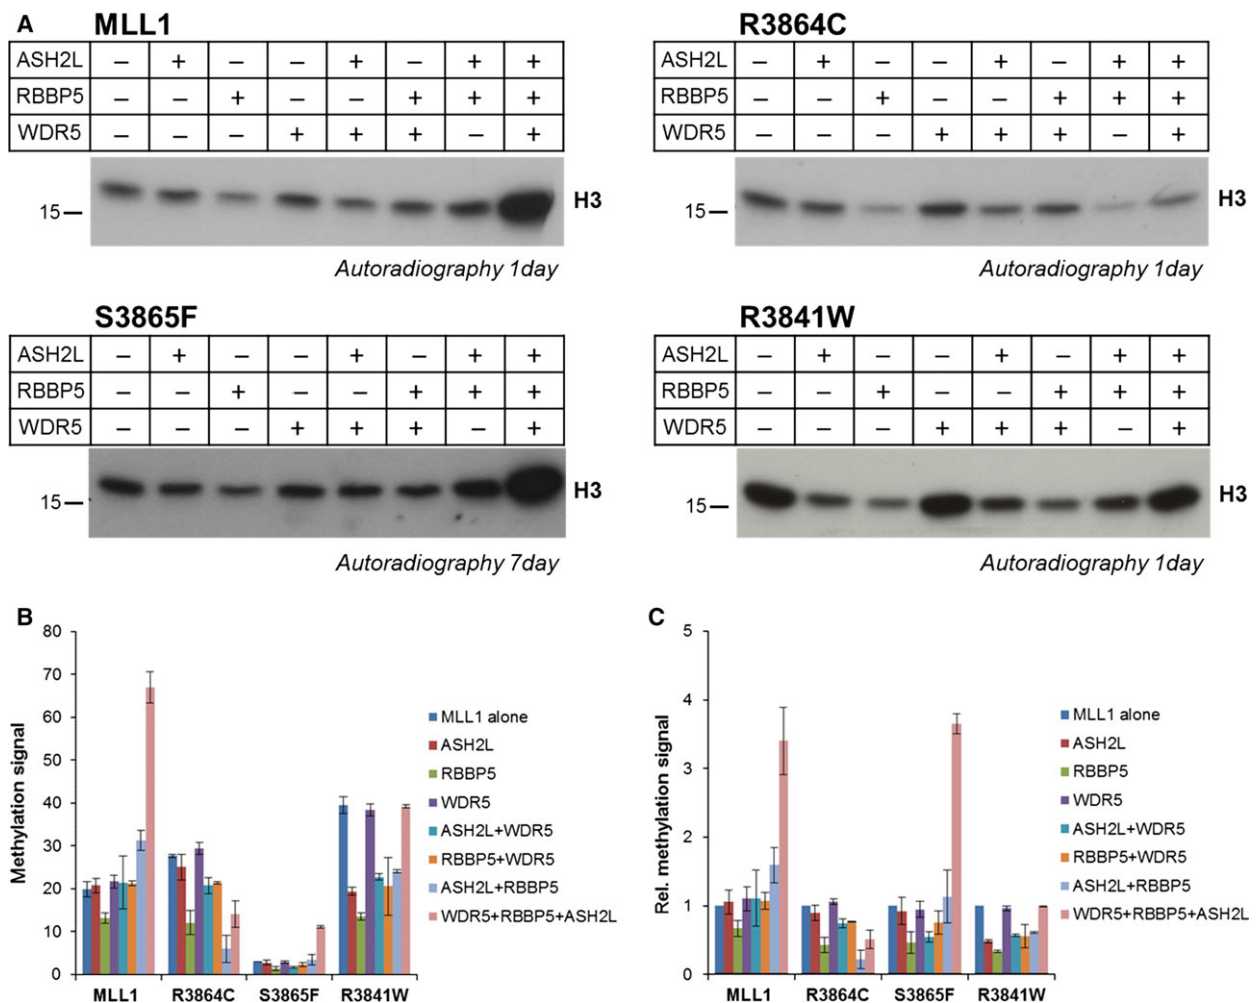 A
MLL1
ASH2L – + – – + – + +
RBBP5 – – + – – + + +
WDR5 – – – + + + – +
15
H3
Autoradiography 1day
R3864C
ASH2L – + – – + – + +
RBBP5 – – + – – + + +
WDR5 – – – + + + – +
15
H3
Autoradiography 1day
S3865F
ASH2L – + – – + – + +
RBBP5 – – + – – + + +
WDR5 – – – + + + – +
15
H3
Autoradiography 7day
R3841W
ASH2L – + – – + – + +
RBBP5 – – + – – + + +
WDR5 – – – + + + – +
15
H3
Autoradiography 1day
B
Methylation signal
80
70
60
50
40
30
20
10
0
MLL1 R3864C S3865F R3841W
MLL1 alone
ASH2L
RBBP5
WDR5
ASH2L+WDR5
RBBP5+WDR5
ASH2L+RBBP5
WDR5+RBBP5+ASH2L
C
Rel. methylation signal
5
4
3
2
1
0
MLL1 R3864C S3865F R3841W
MLL1 alone
ASH2L
RBBP5
WDR5
ASH2L+WDR5
RBBP5+WDR5
ASH2L+RBBP5
WDR5+RBBP5+ASH2L